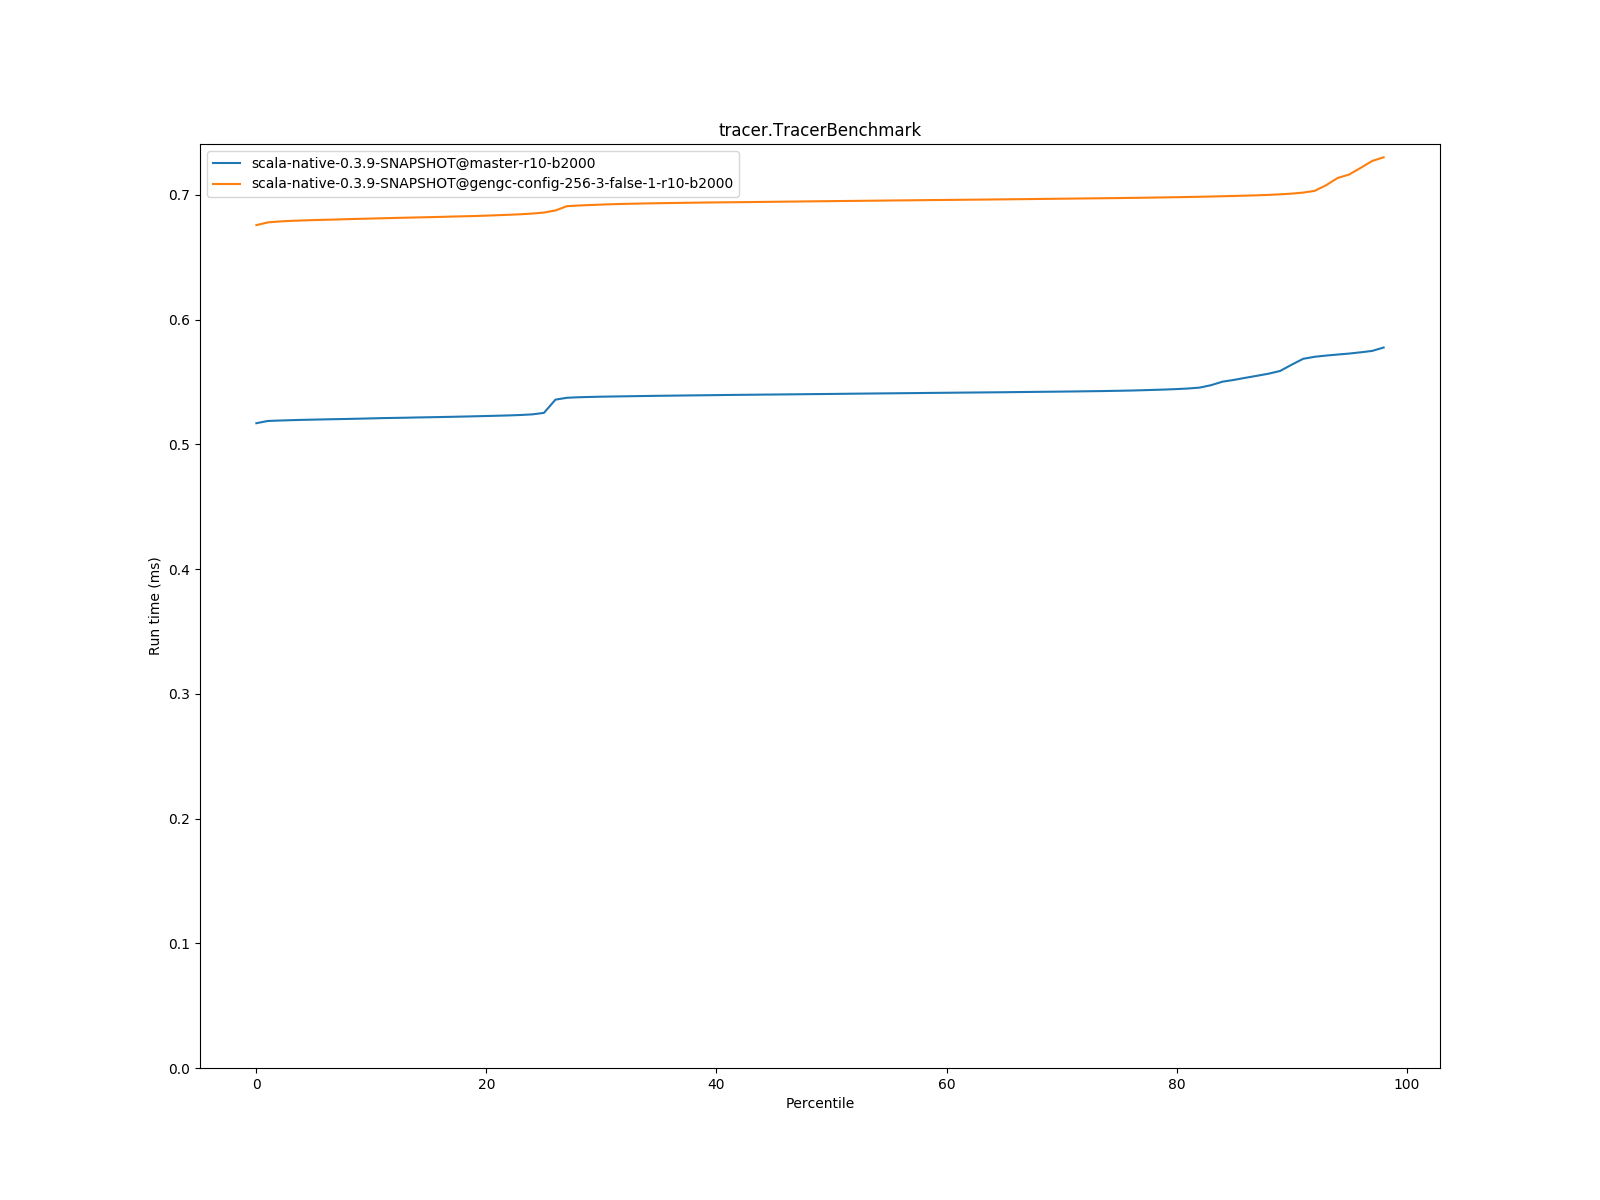 tracer.TracerBenchmark
scala-native-0.3.9-SNAPSHOT@master-r10-b2000
scala-native-0.3.9-SNAPSHOT@gengc-config-256-3-false-1-r10-b2000
0.7
0.6
0.5
0.4
0.3
0.2
0.1
0.0
Run time (ms)
0 20 40 60 80 100
Percentile